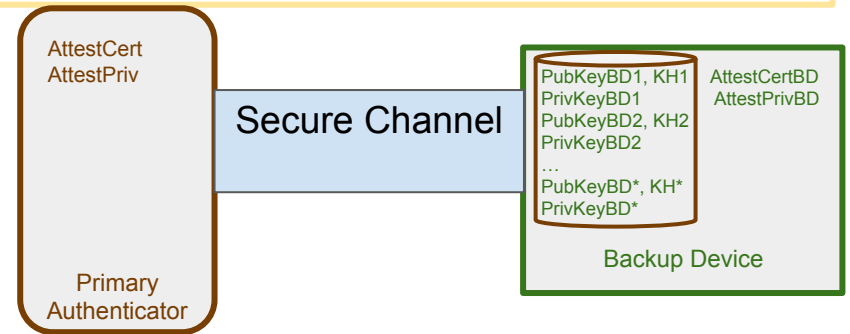 AttestCert
AttestPriv
Primary
Authenticator
Secure Channel
PubKeyBD1, KH1
PrivKeyBD1
PubKeyBD2, KH2
PrivKeyBD2
…
PubKeyBD*, KH*
PrivKeyBD*
AttestCertBD
AttestPrivBD
Backup Device